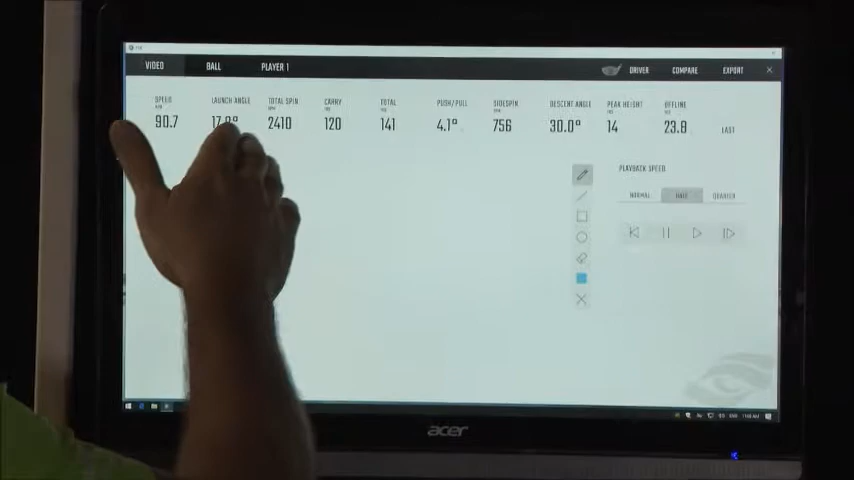 VIDEO BALL PLAYER 1 DRIVER COMPARE EXPORT
SPEED LAUNCH ANGLE TOTAL SPIN CARRY TOTAL PUSH/PULL SIDESPIN DESCENT ANGLE PEAK HEIGHT OFFLINE
90.7 2410 120 141 4.1° 756 30.0° 14 23.8 LAST
PLAYBACK SPEED
NORMAL HALF QUARTER
acer